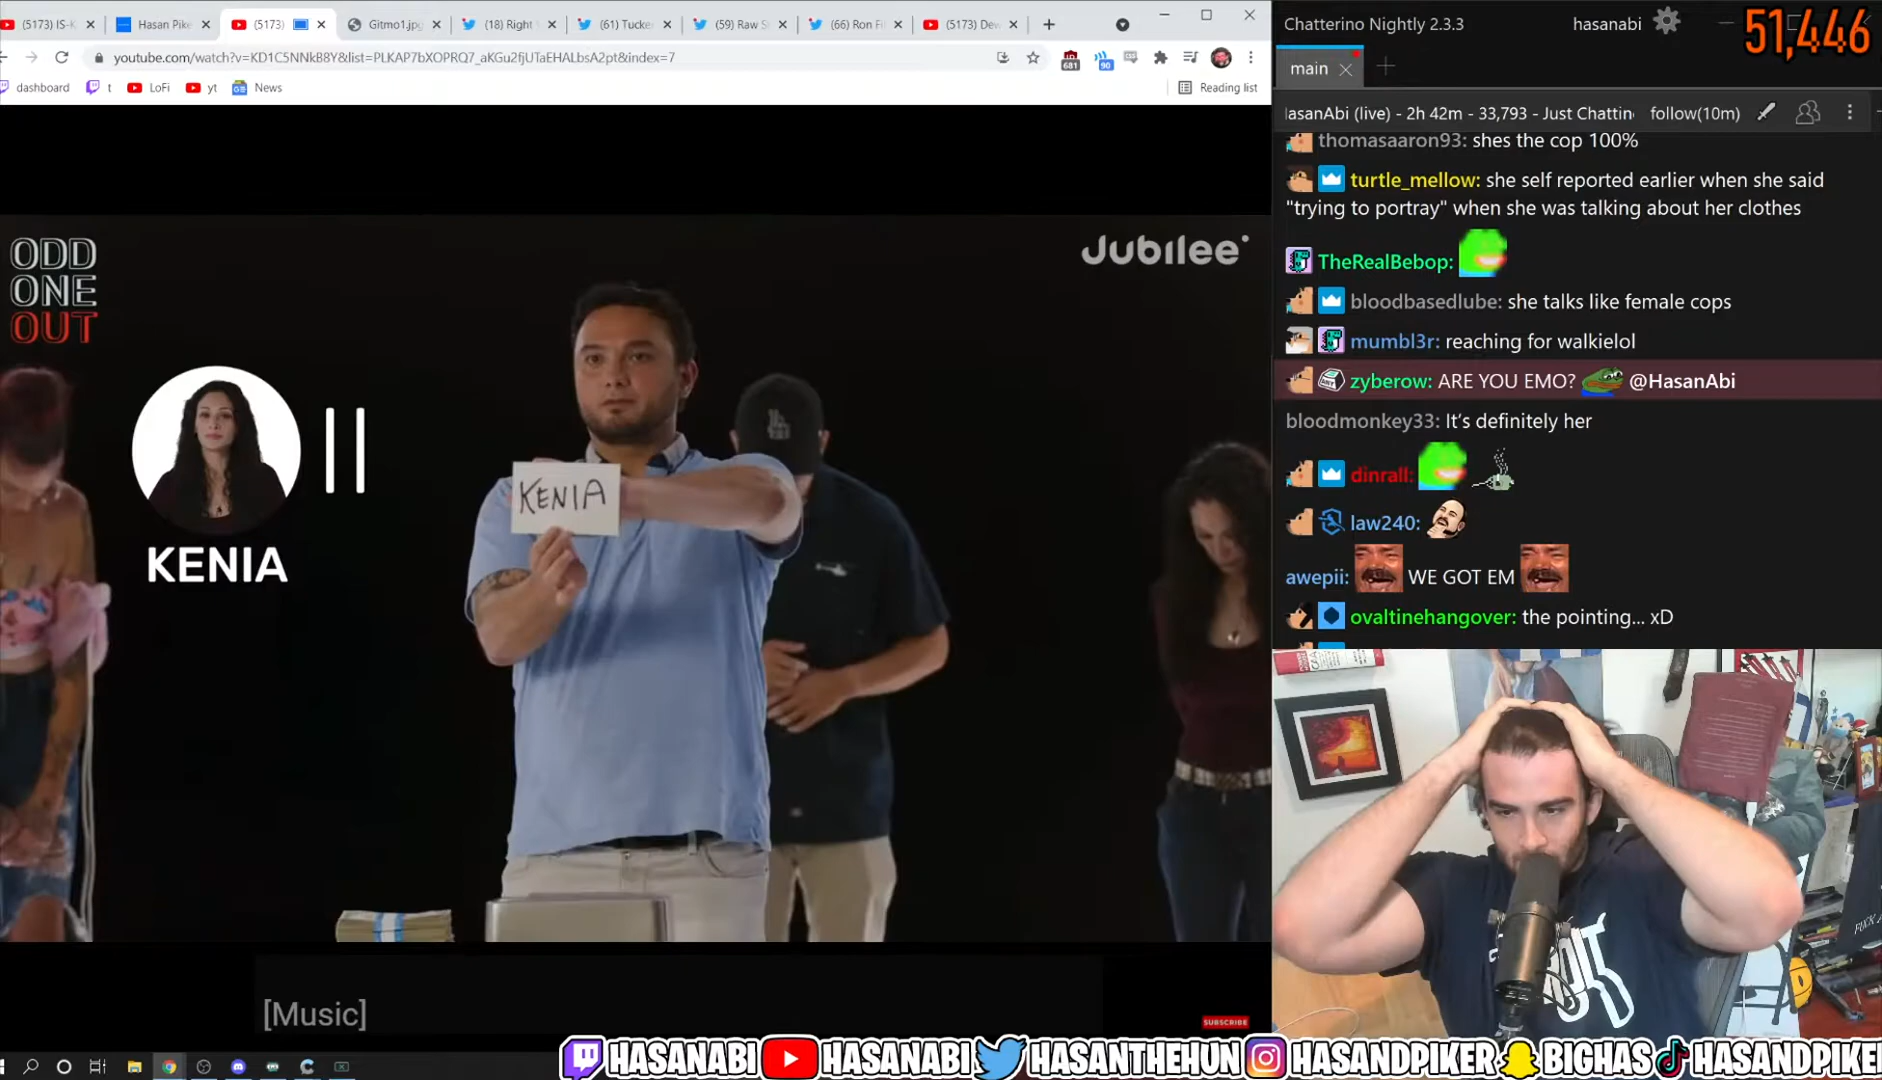 (5173) IS-K
Hasan Pike
(5173)
Gitmo1.jpg
(18) Right
(61) Tucke
(59) Raw S
(66) Ron Fi
(5173) De
youtube.com/watch?v=KD1C5NNkB8Y&list=PLKAP7bXOPRQ7_aKGu2fjUTaEHALbsA2pt&index=7
681
90
dashboard
t
LoFi
yt
News
Reading list
ODD
ONE
OUT
Jubilee
KENIA
KENIA
[Music]
SUBSCRIBE
Chatterino Nightly 2.3.3
hasanabi
51,446
main
HasanAbi (live) - 2h 42m - 33,793 - Just Chattin
follow(10m)
thomasaaron93: shes the cop 100%
turtle_mellow: she self reported earlier when she said
"trying to portray" when she was talking about her clothes
TheRealBebop:
bloodbasedlube: she talks like female cops
mumbl3r: reaching for walkielol
zyberow: ARE YOU EMO? @HasanAbi
bloodmonkey33: It's definitely her
dinrall:
law240:
awepii: WE GOT EM
ovaltinehangover: the pointing... xD
HASANABI
HASANABI
HASANTHEHUN
HASANDPIKER
BIGHAS
HASANDPIKER